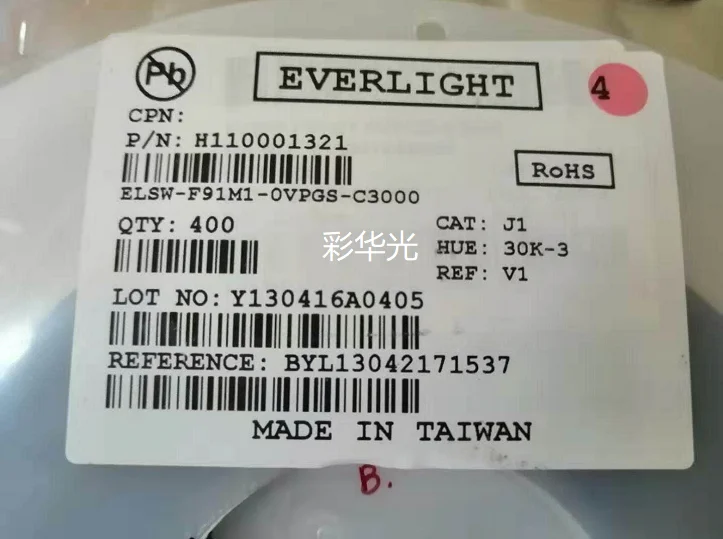 Pb
EVERLIGHT
4
CPN:
P/N: H110001321
RoHS
ELSW-F91M1-0VPGS-C3000
QTY: 400
CAT: J1
HUE: 30K-3
REF: V1
彩华光
LOT NO: Y130416A0405
REFERENCE: BYL13042171537
MADE IN TAIWAN
B.